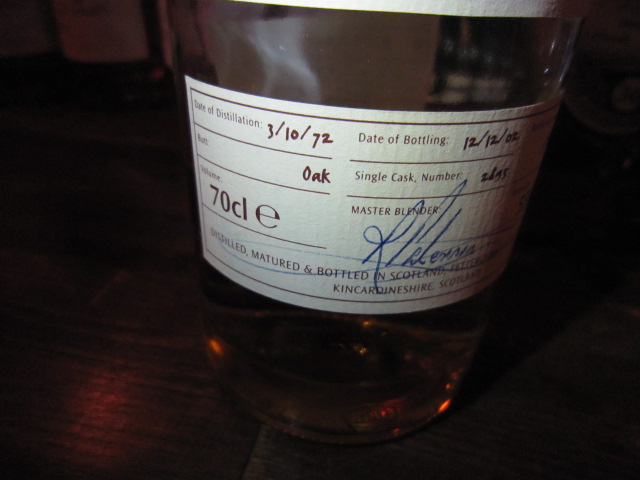 Date of Distillation: 3/10/72
Date of Bottling: 12/12/02
Butt: Oak
Single Cask, Number:
Volume:
70cl e
MASTER BLENDER
DISTILLED, MATURED & BOTTLED IN SCOTLAND,
KINCARDINESHIRE, SCOTLAND